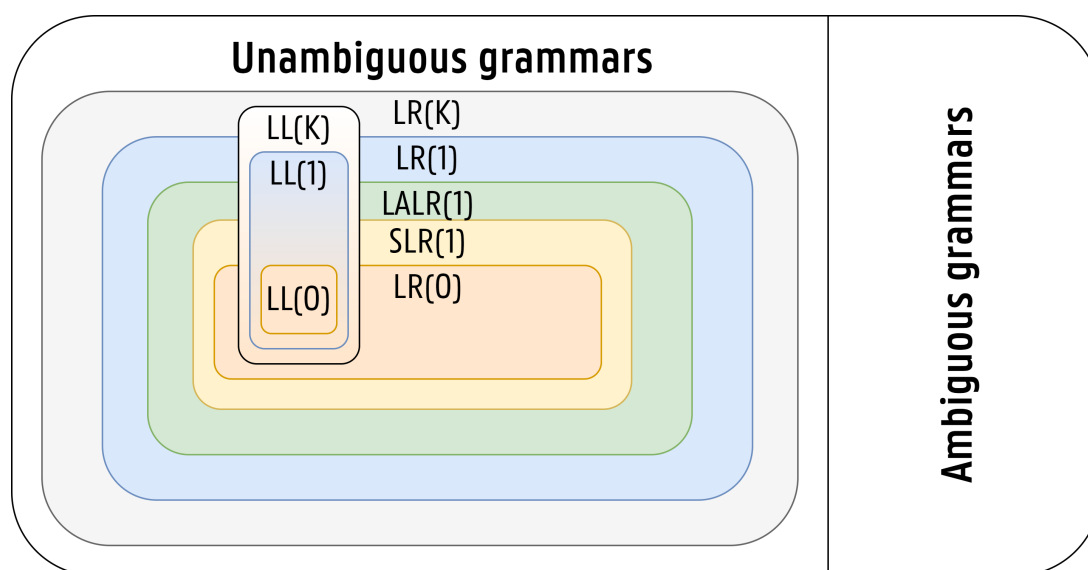 Unambiguous grammars
LR(K)
LL(K)
LR(1)
LL(1)
LALR(1)
SLR(1)
LR(0)
LL(0)
Ambiguous grammars